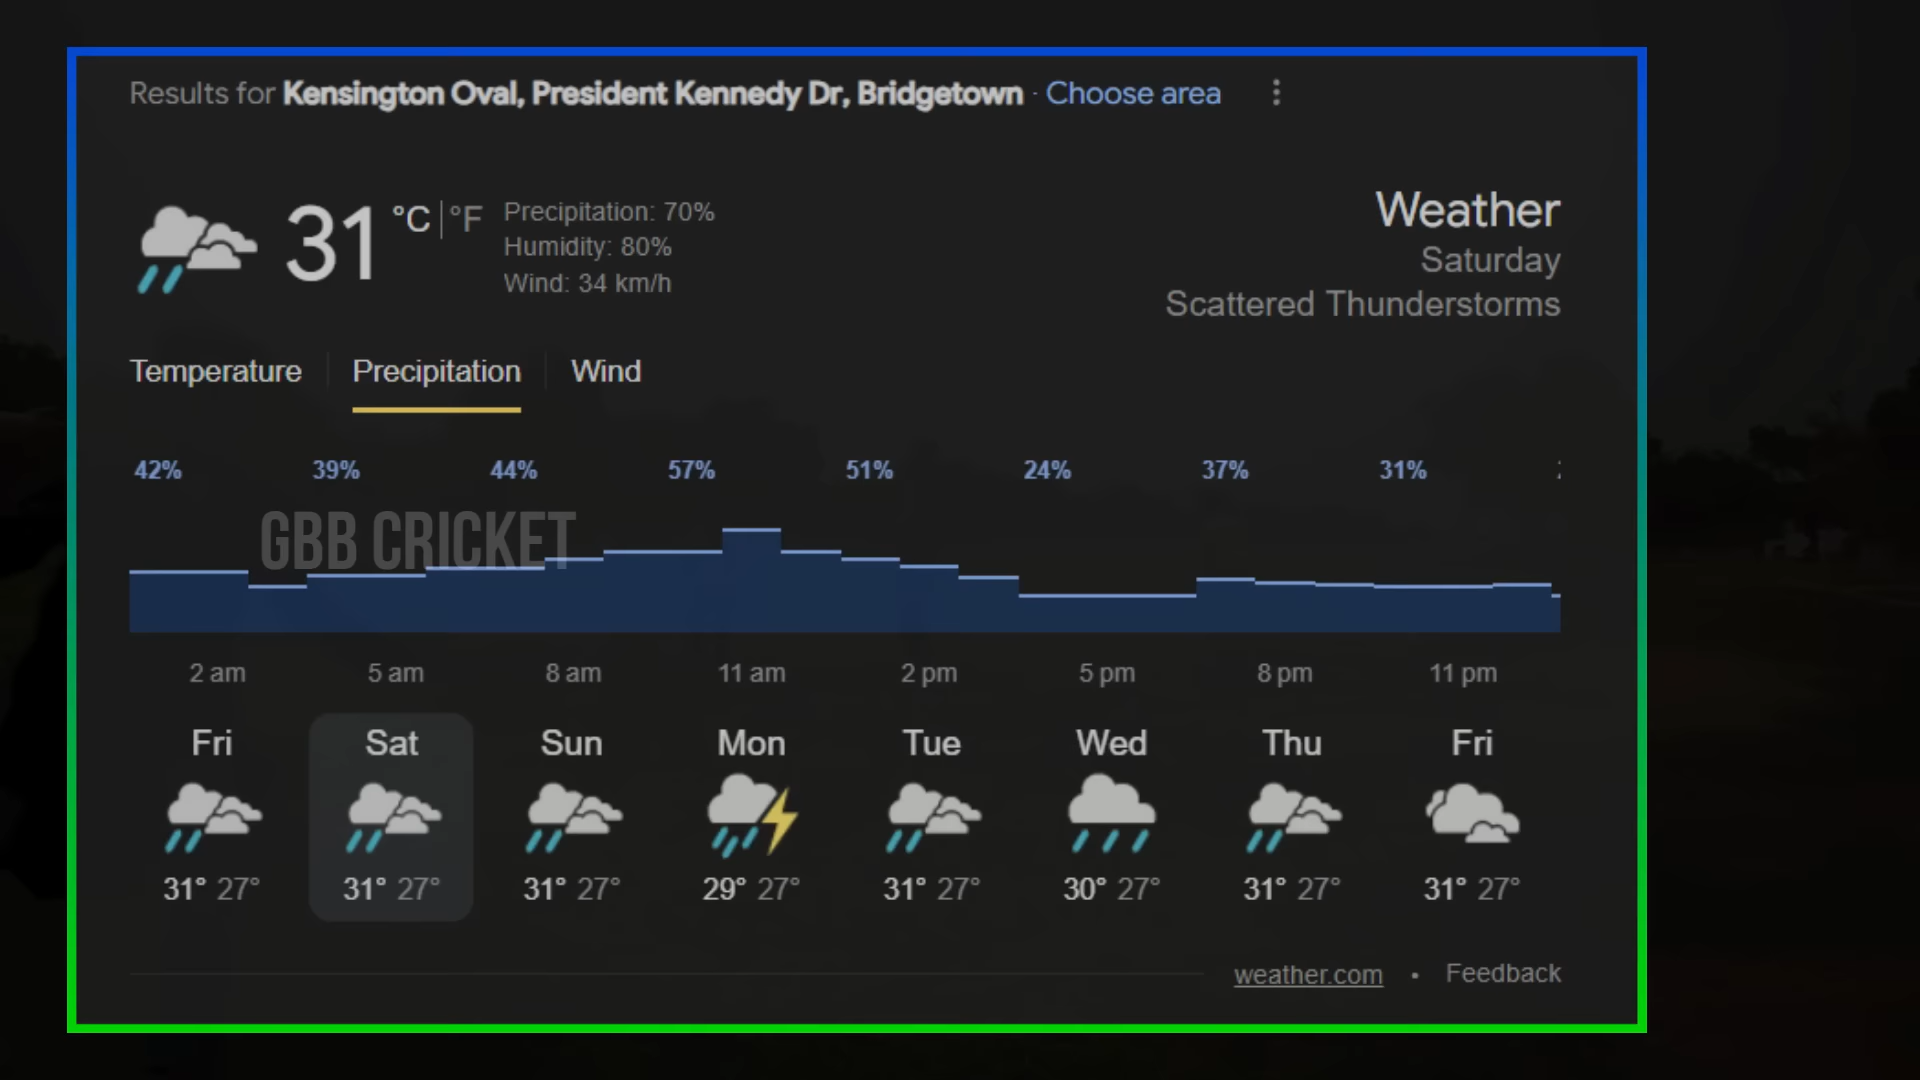 Results for Kensington Oval, President Kennedy Dr, Bridgetown · Choose area
31 °C | °F
Precipitation: 70%
Humidity: 80%
Wind: 34 km/h
Weather
Saturday
Scattered Thunderstorms
Temperature Precipitation Wind
42% 39% 44% 57% 51% 24% 37% 31%
GBB CRICKET
2 am 5 am 8 am 11 am 2 pm 5 pm 8 pm 11 pm
Fri Sat Sun Mon Tue Wed Thu Fri
31° 27° 31° 27° 31° 27° 29° 27° 31° 27° 30° 27° 31° 27° 31° 27°
weather.com • Feedback